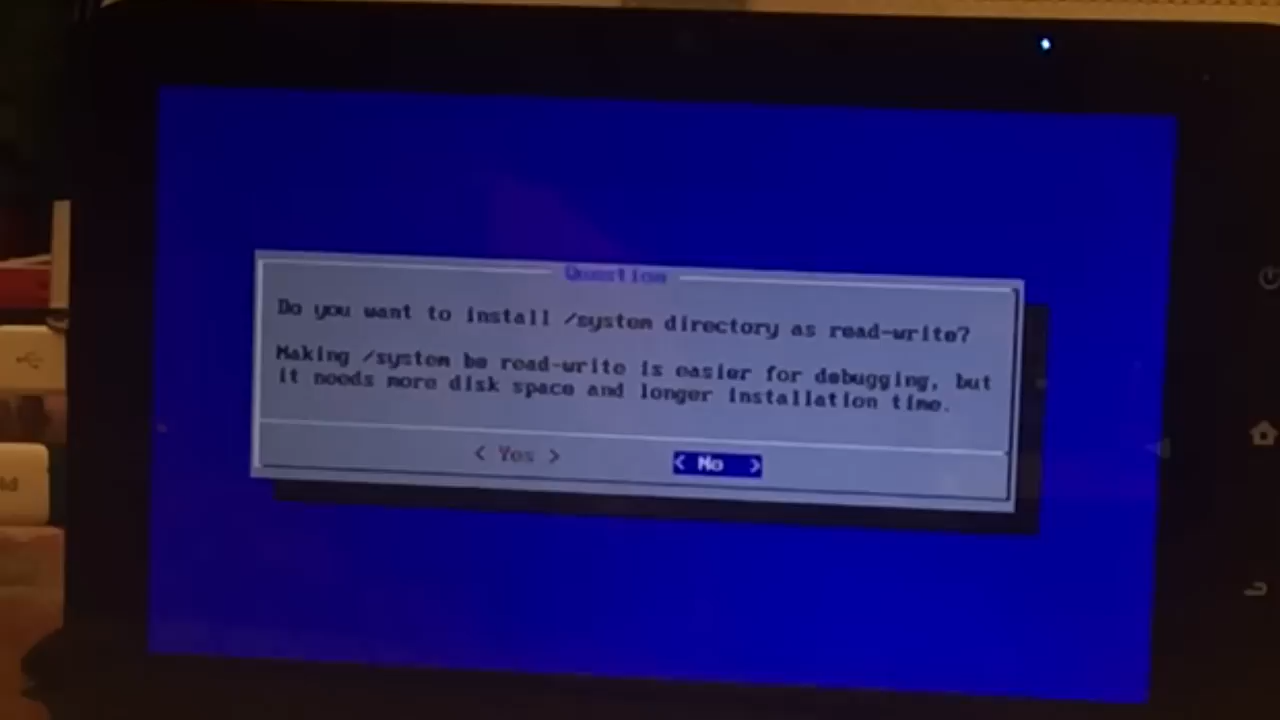 Question
Do you want to install /system directory as read-write?
Making /system be read-write is easier for debugging, but
it needs more disk space and longer installation time.
< Yes > < No >